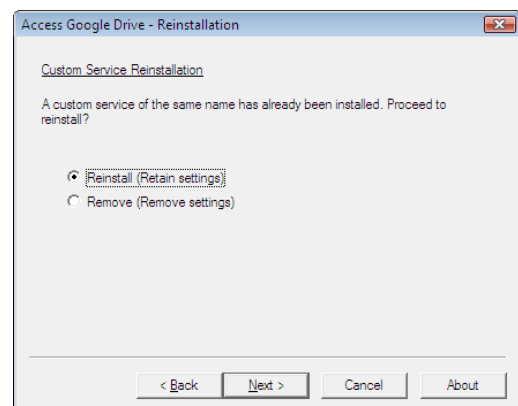 Access Google Drive - Reinstallation
Custom Service Reinstallation
A custom service of the same name has already been installed. Proceed to
reinstall?
Reinstall (Retain settings)
Remove (Remove settings)
< Back
Next >
Cancel
About